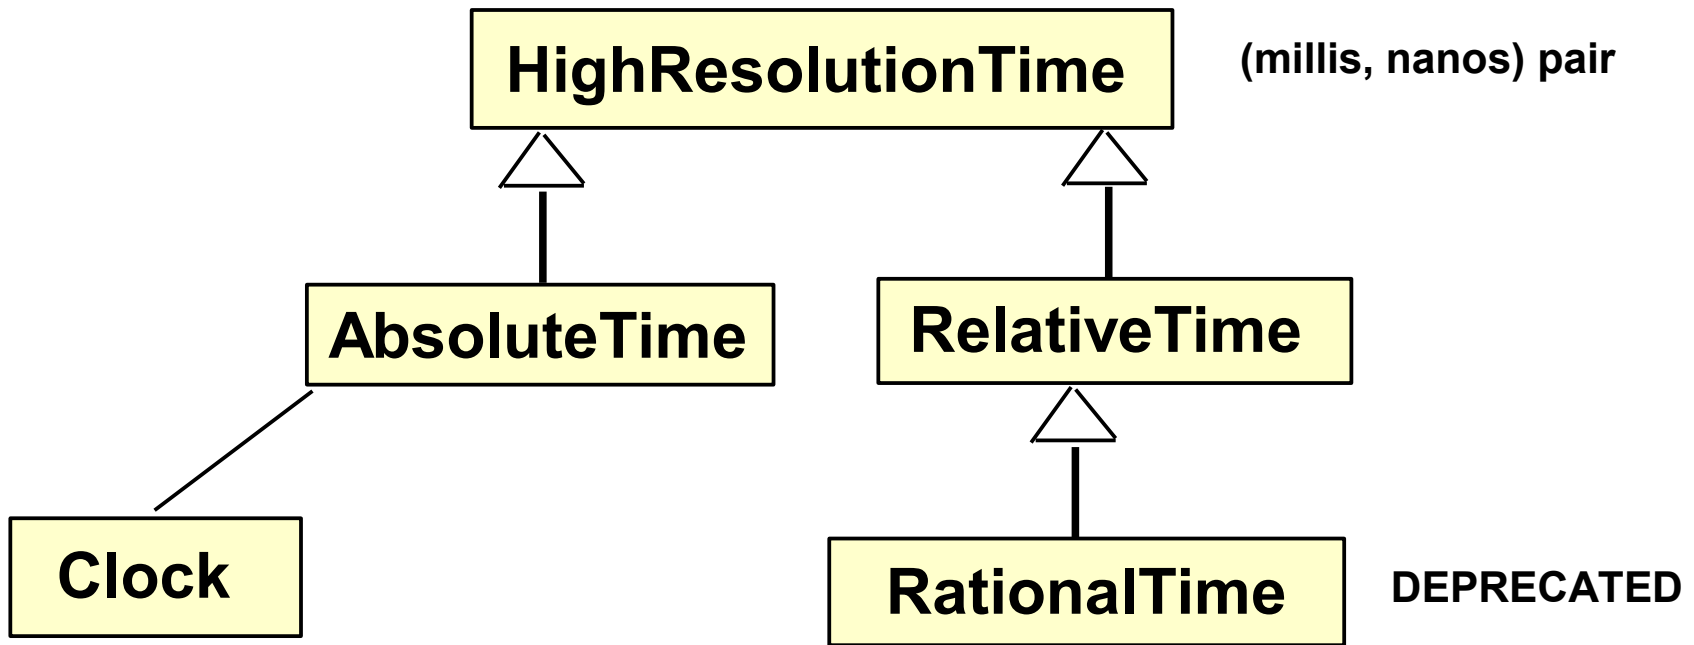 HighResolutionTime
(millis, nanos) pair
AbsoluteTime
RelativeTime
Clock
RationalTime
DEPRECATED